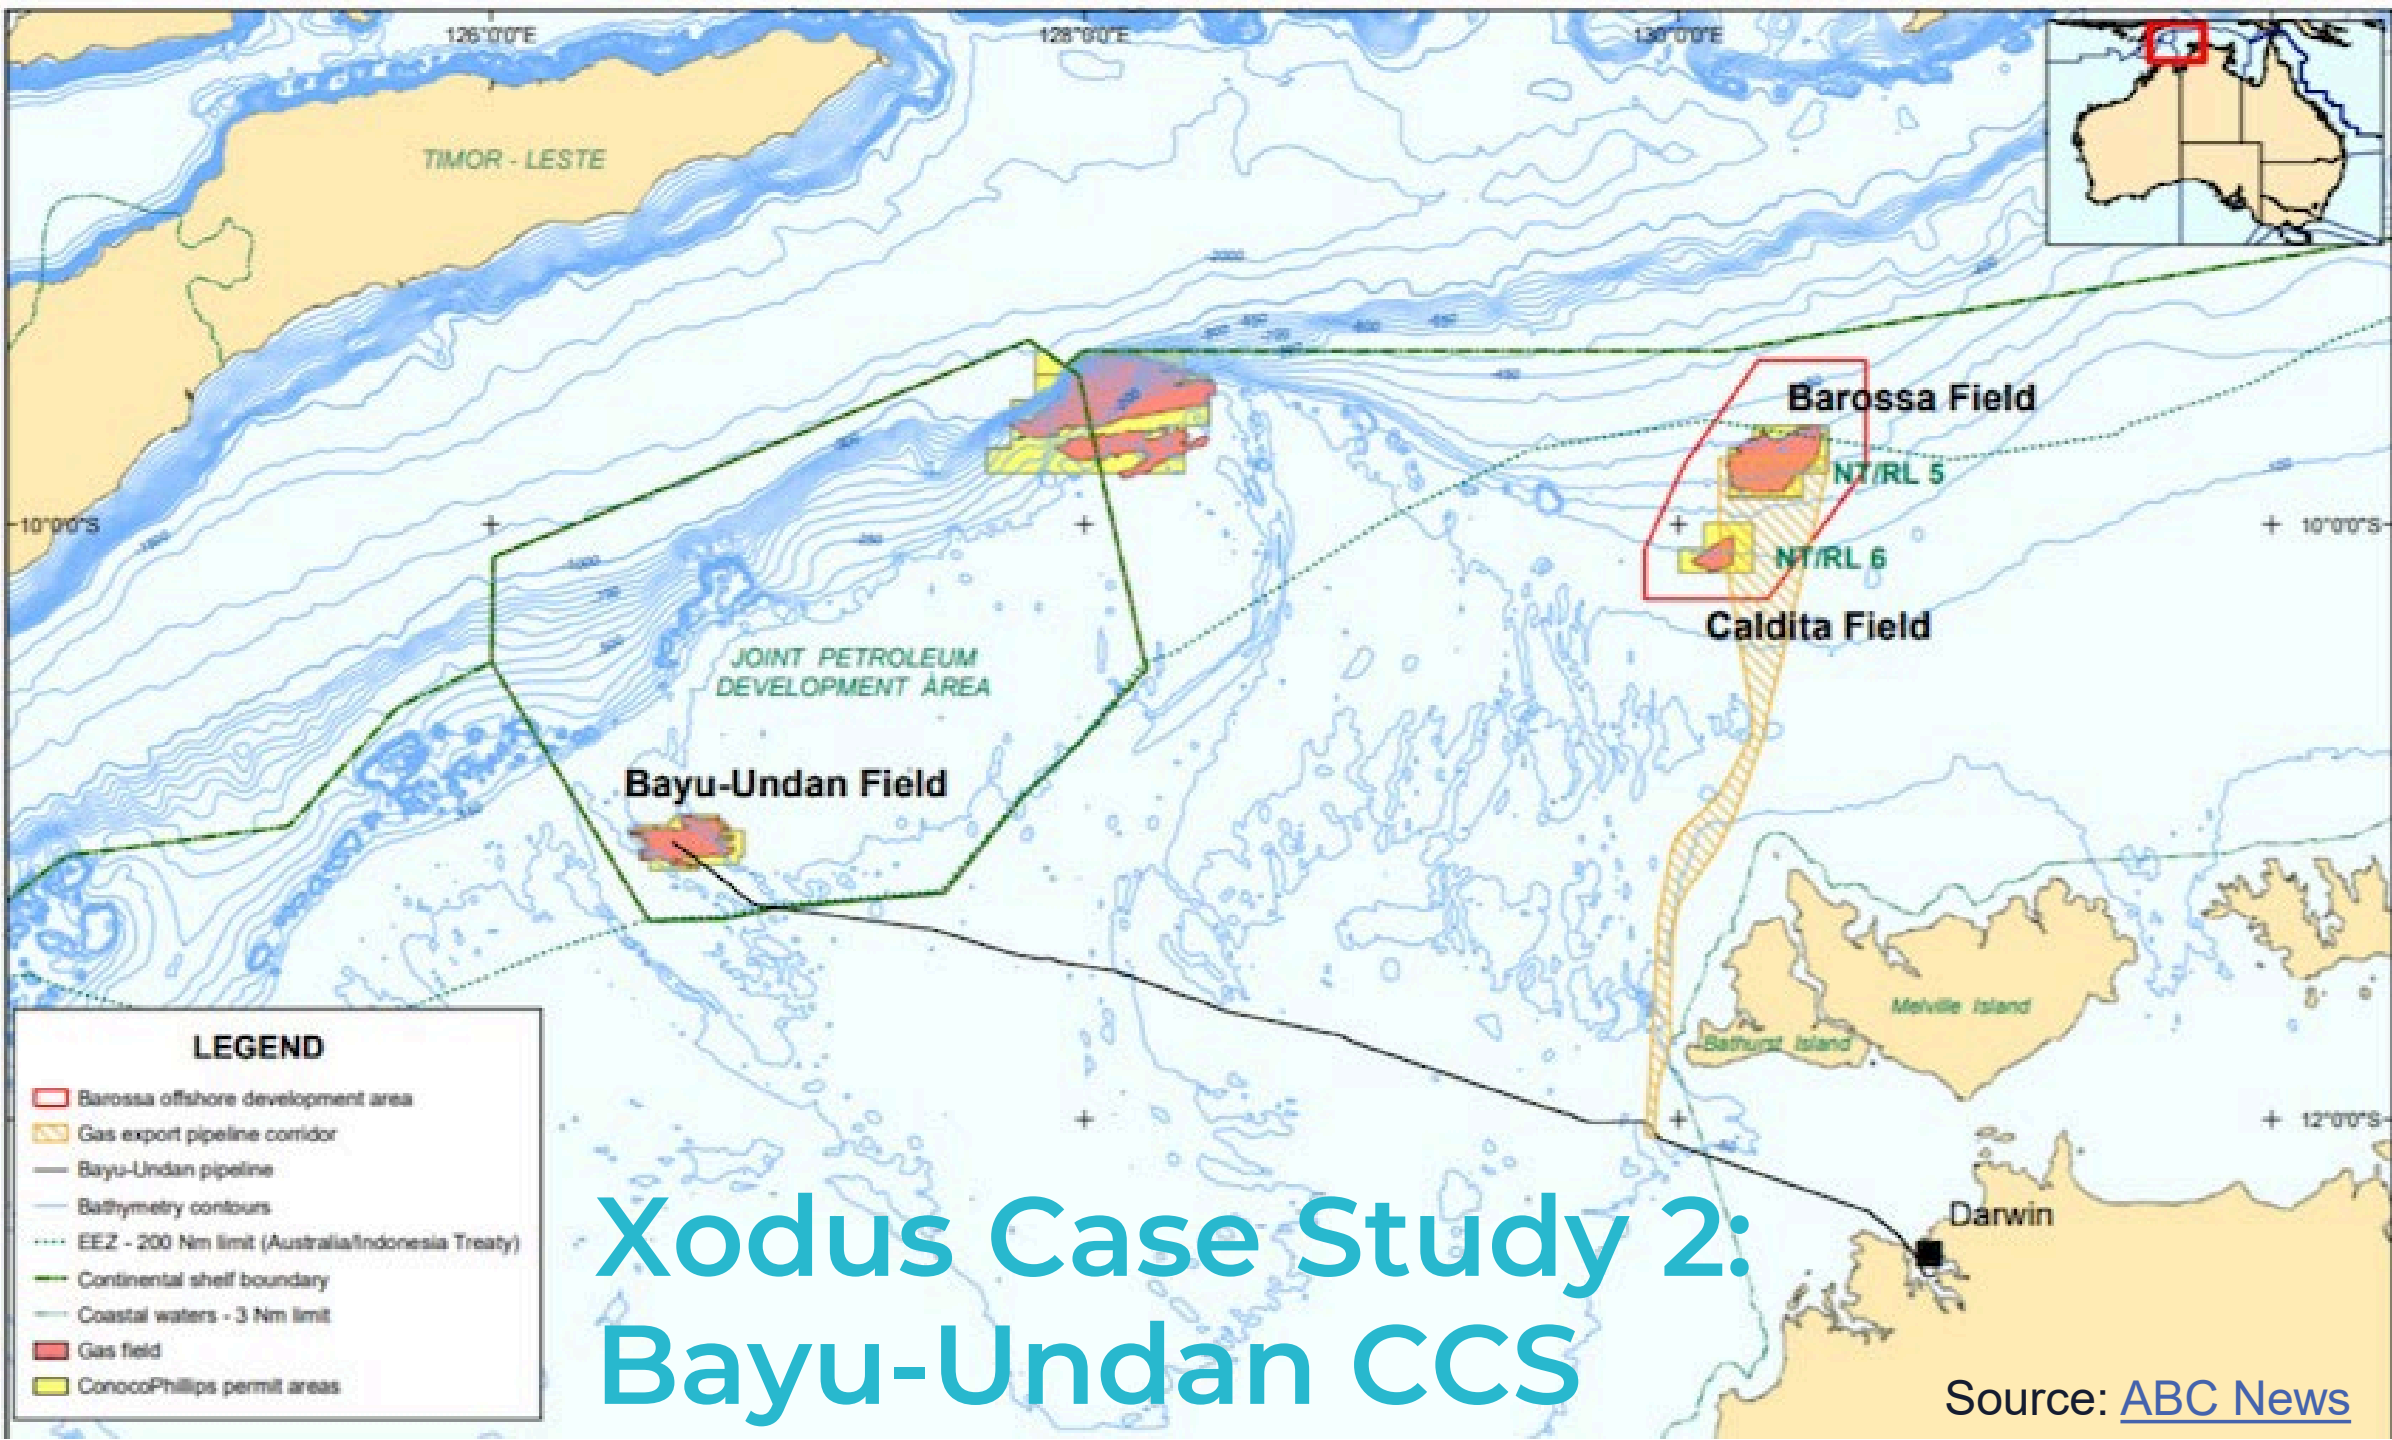 126°0'0"E
128°0'0"E
130°0'0"E
TIMOR - LESTE
-2000
Barossa Field
NT/RL 5
10°0'0"S
10°0'0"S
NT/RL 6
Caldita Field
JOINT PETROLEUM
DEVELOPMENT AREA
Bayu-Undan Field
Melville Island
Bathurst Island
12°0'0"S
Darwin
LEGEND
Barossa offshore development area
Gas export pipeline corridor
Bayu-Undan pipeline
Bathymetry contours
EEZ - 200 Nm limit (Australia/Indonesia Treaty)
Continental shelf boundary
Coastal waters - 3 Nm limit
Gas field
ConocoPhillips permit areas
Xodus Case Study 2:
Bayu-Undan CCS
Source: ABC News